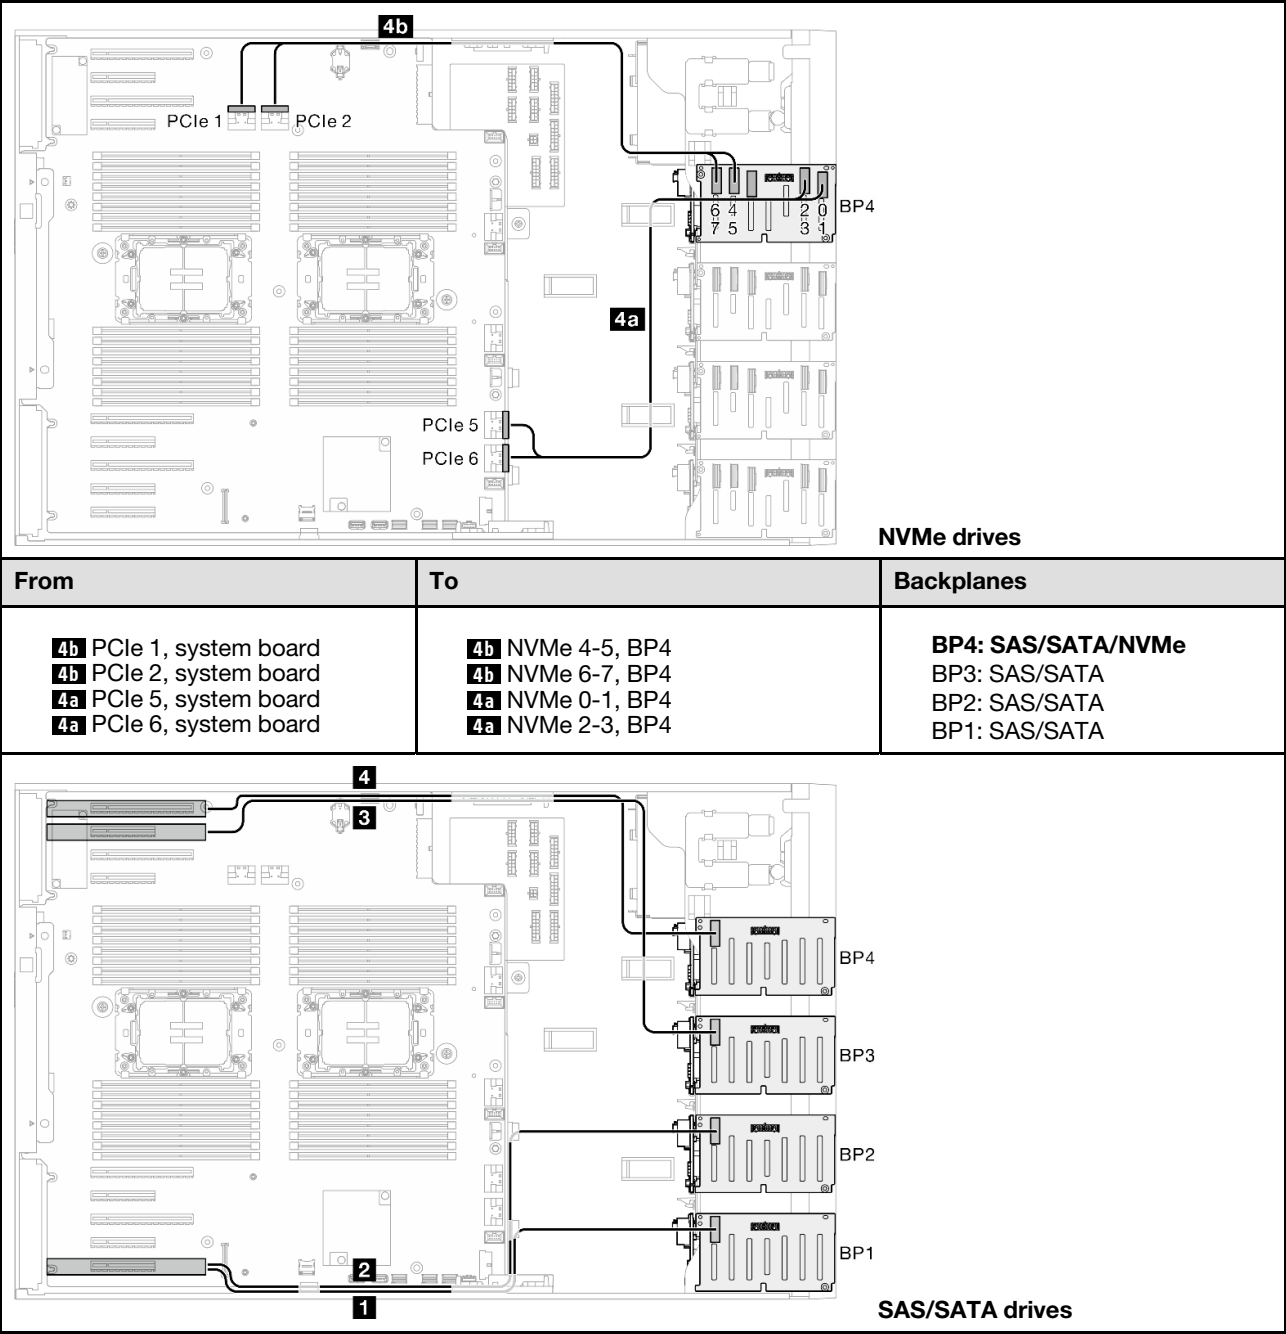 4b
PCIe 1
PCIe 2
6 4 2 0
7 5 3 1
BP4
4a
PCIe 5
PCIe 6
NVMe drives
From
To
Backplanes
4b PCIe 1, system board
4b PCIe 2, system board
4a PCIe 5, system board
4a PCIe 6, system board
4b NVMe 4-5, BP4
4b NVMe 6-7, BP4
4a NVMe 0-1, BP4
4a NVMe 2-3, BP4
BP4: SAS/SATA/NVMe
BP3: SAS/SATA
BP2: SAS/SATA
BP1: SAS/SATA
4
3
BP4
BP3
BP2
BP1
2
1
SAS/SATA drives